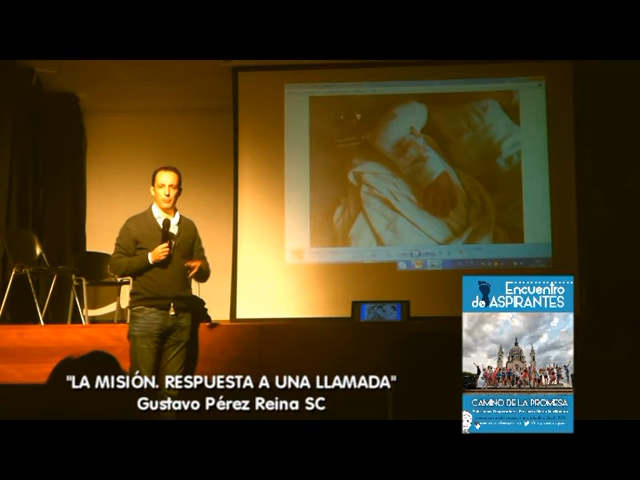 "LA MISIÓN. RESPUESTA A UNA LLAMADA"
Gustavo Pérez Reina SC
Encuentro
de ASPIRANTES
CAMINO DE LA PROMESA